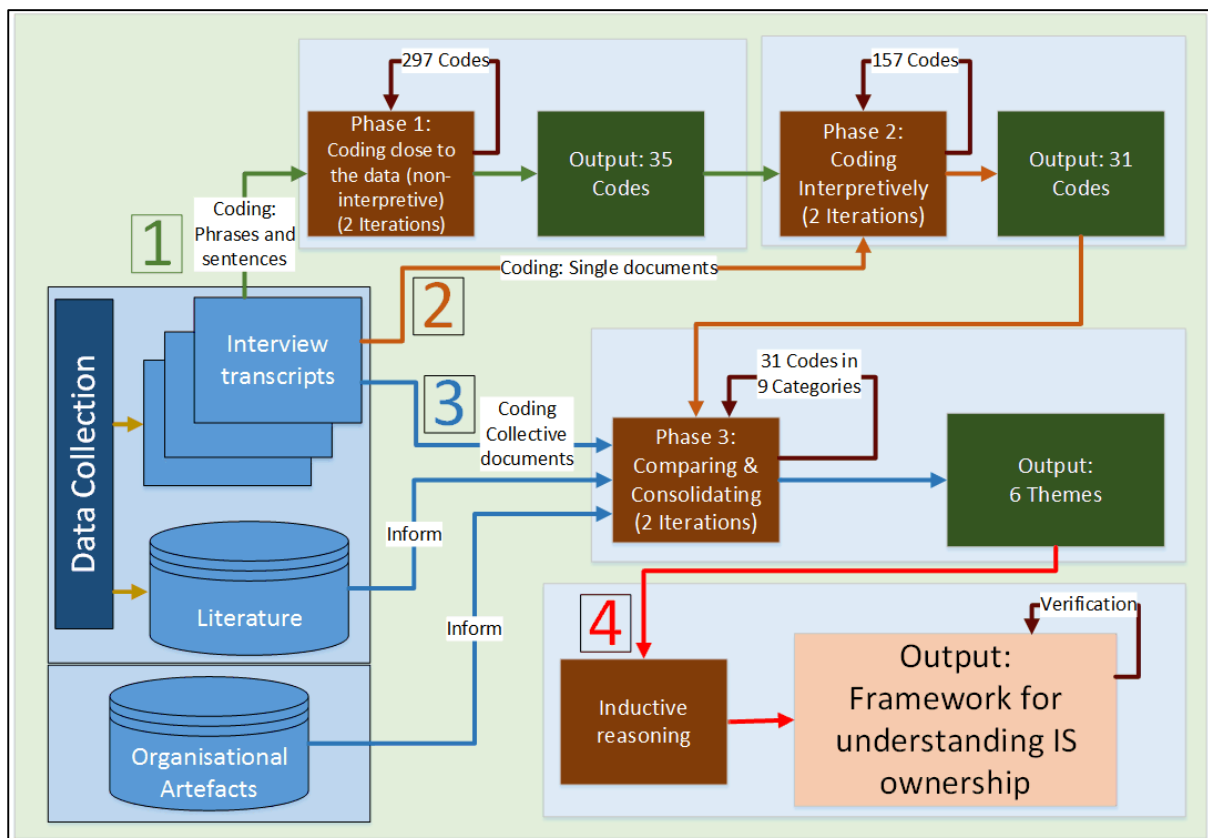 297 Codes
Phase 1:
Coding close to
the data (non-
interpretive)
(2 Iterations)
Output: 35
Codes
157 Codes
Phase 2:
Coding
Interpretively
(2 Iterations)
Output: 31
Codes
1
Coding:
Phrases and
sentences
Coding: Single documents
2
Data Collection
Interview
transcripts
3
Coding
Collective
documents
31 Codes in
9 Categories
Phase 3:
Comparing &
Consolidating
(2 Iterations)
Output:
6 Themes
Inform
Literature
Inform
Organisational
Artefacts
4
Inductive
reasoning
Verification
Output:
Framework for
understanding IS
ownership